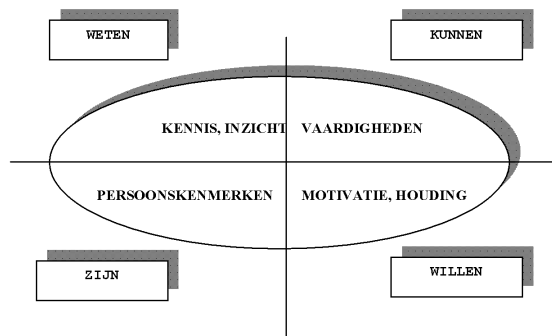 WETEN
KUNNEN
KENNIS, INZICHT
VAARDIGHEDEN
PERSOONSKENMERKEN
MOTIVATIE, HOUDING
ZIJN
WILLEN